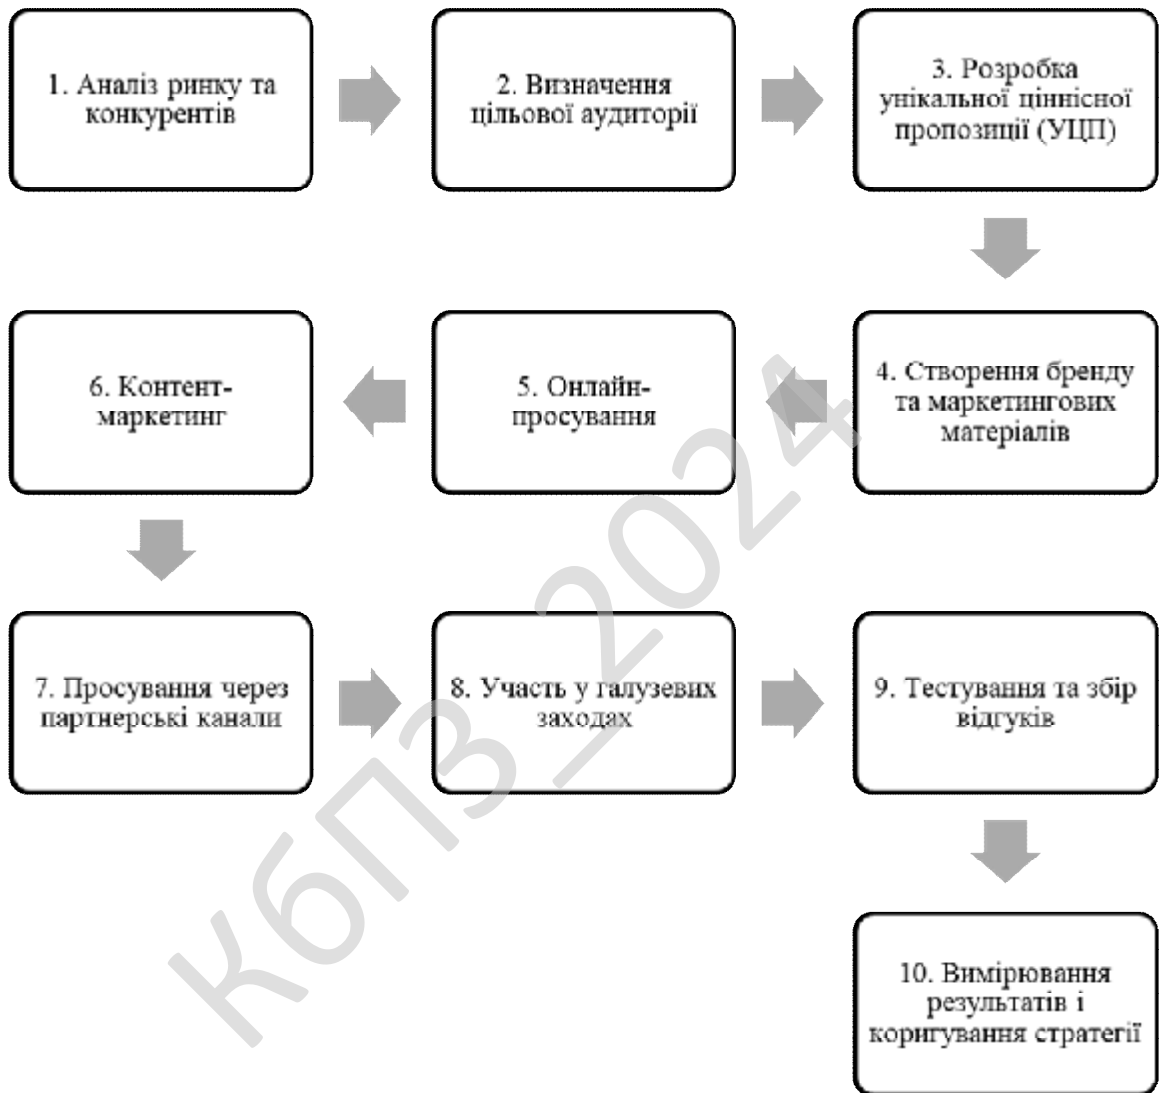 1. Аналіз ринку та
конкурентів
2. Визначення
цільової аудиторії
3. Розробка
унікальної ціннісної
пропозиції (УЦП)
4. Створення бренду
та маркетингових
матеріалів
5. Онлайн-
просування
6. Контент-
маркетинг
7. Просування через
партнерські канали
8. Участь у галузевих
заходах
9. Тестування та збір
відгуків
10. Вимірювання
результатів і
коригування стратегії
КбПЗ_2024